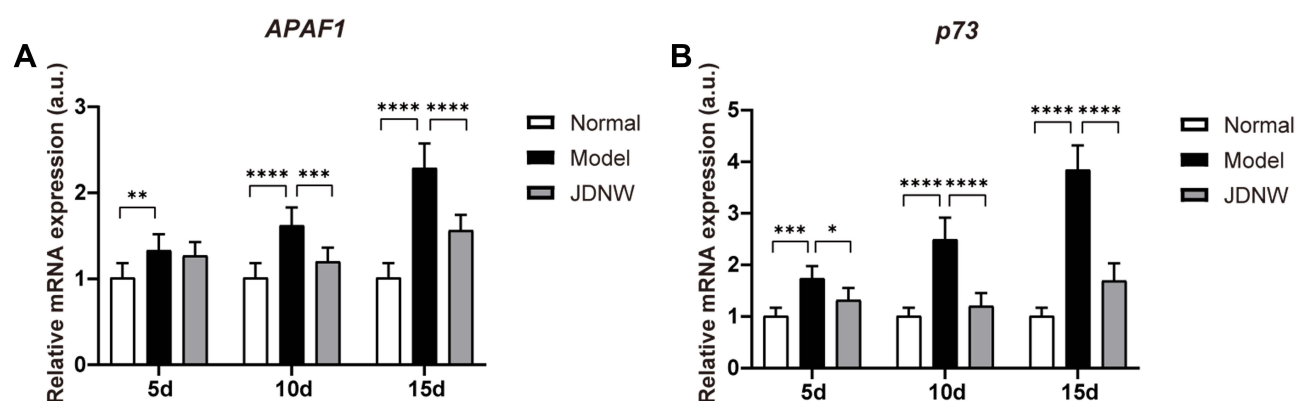 APAF1
A
Relative mRNA expression (a.u.)
3
2
1
0
** **** *** **** ****
5d 10d 15d
Normal
Model
JDNW
p73
B
Relative mRNA expression (a.u.)
5
4
3
2
1
0
*** * **** **** **** ****
5d 10d 15d
Normal
Model
JDNW